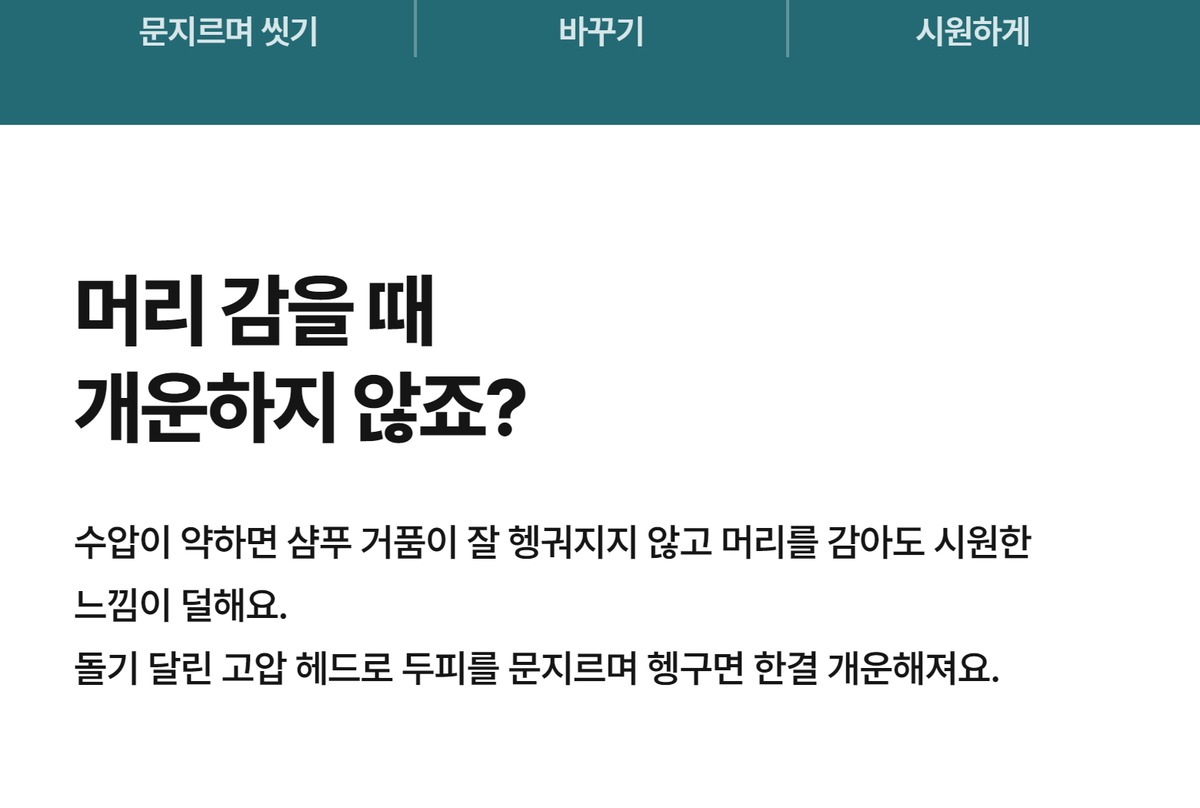 문지르며 씻기
바꾸기
시원하게
머리 감을 때
개운하지 않죠?
수압이 약하면 샴푸 거품이 잘 헹궈지지 않고 머리를 감아도 시원한
느낌이 덜해요.
돌기 달린 고압 헤드로 두피를 문지르며 헹구면 한결 개운해져요.